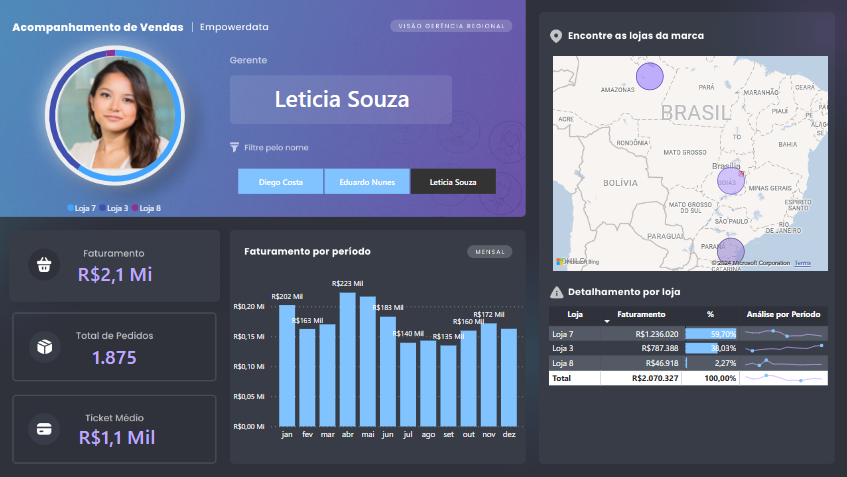 Acompanhamento de Vendas | Empowerdata
VISÃO GERÊNCIA REGIONAL
Gerente
Leticia Souza
Filtre pelo nome
Diego Costa
Eduardo Nunes
Leticia Souza
Loja 7 Loja 3 Loja 8
Faturamento
R$2,1 Mi
Total de Pedidos
1.875
Ticket Médio
R$1,1 Mil
Faturamento por período
MENSAL
R$223 Mil
R$202 Mil
R$183 Mil
R$172 Mil
R$163 Mil
R$160 Mil
R$140 Mil
R$135 Mil
R$0,20 Mi
R$0,15 Mi
R$0,10 Mi
R$0,05 Mi
R$0,00 Mi
jan fev mar abr mai jun jul ago set out nov dez
Encontre as lojas da marca
AMAZONAS
PARÁ
MARANHÃO
CEARÁ
BRASIL
PIAUÍ
ACRE
TO
RONDÔNIA
BAHIA
MATO GROSSO
Brasília
BOLÍVIA
GOIÁS
MINAS GERAIS
MATO GROSSO
DO SUL
ESPÍRITO
SANTO
SÃO PAULO
RIO
DE JANEIRO
PARAGUAI
PARANÁ
CATARINA
Microsoft Bing
© 2024 Microsoft Corporation Terms
Detalhamento por loja
Loja Faturamento % Análise por Período
Loja 7 R$1.236.020 59,70%
Loja 3 R$787.388 38,03%
Loja 8 R$46.918 2,27%
Total R$2.070.327 100,00%